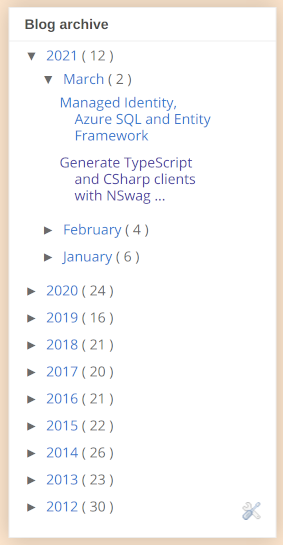 Blog archive
▼ 2021 ( 12 )
▼ March ( 2 )
Managed Identity,
Azure SQL and Entity
Framework
Generate TypeScript
and CSharp clients
with NSwag ...
► February ( 4 )
► January ( 6 )
► 2020 ( 24 )
► 2019 ( 16 )
► 2018 ( 21 )
► 2017 ( 20 )
► 2016 ( 21 )
► 2015 ( 22 )
► 2014 ( 26 )
► 2013 ( 23 )
► 2012 ( 30 )